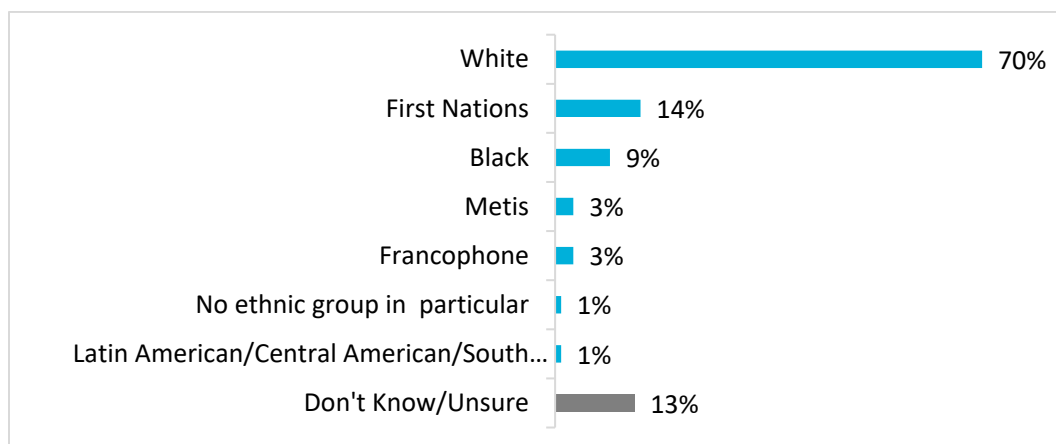 White 70%
First Nations 14%
Black 9%
Metis 3%
Francophone 3%
No ethnic group in  particular 1%
Latin American/Central American/South... 1%
Don't Know/Unsure 13%